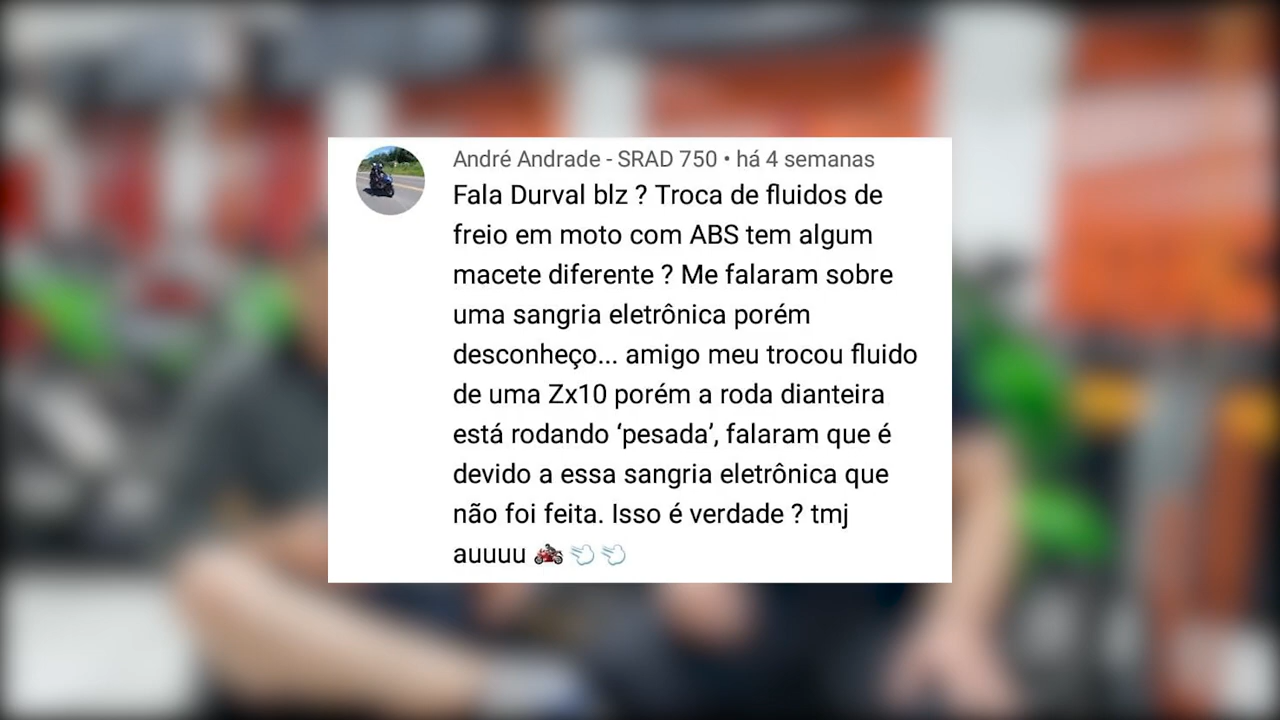 André Andrade - SRAD 750 • há 4 semanas
Fala Durval blz ? Troca de fluidos de
freio em moto com ABS tem algum
macete diferente ? Me falaram sobre
uma sangria eletrônica porém
desconheço... amigo meu trocou fluido
de uma Zx10 porém a roda dianteira
está rodando ‘pesada’, falaram que é
devido a essa sangria eletrônica que
não foi feita. Isso é verdade ? tmj
auuuu 🏍️💨💨